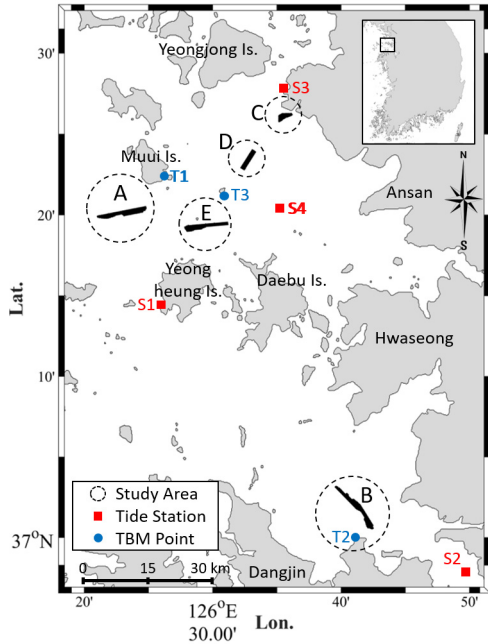 30'
Yeongjong Is.
S3
C
D
Muui Is.
T1
T3
A
E
S4
20'
Ansan
N
S
Yeong
heung Is.
Daebu Is.
S1
Hwaseong
10'
B
Study Area
Tide Station
TBM Point
T2
37°N
S2
0 15 30 km
Dangjin
20'
126°E
30.00'
40'
50'
Lon.
Lat.